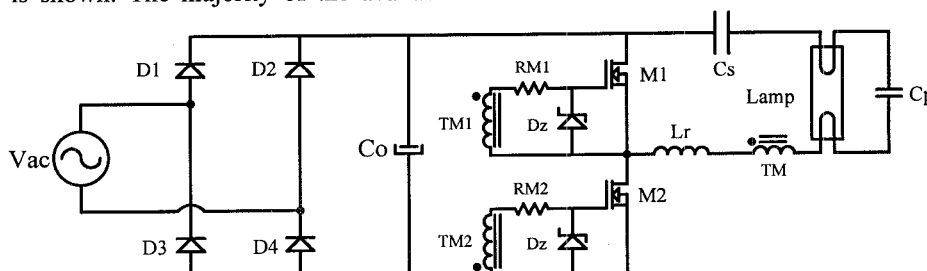 is shown. The majority of the
D1
D2
RM1
M1
Cs
Lamp
Cp
TM1
Dz
Vac
Co
Lr
TM
RM2
M2
D3
D4
TM2
Dz